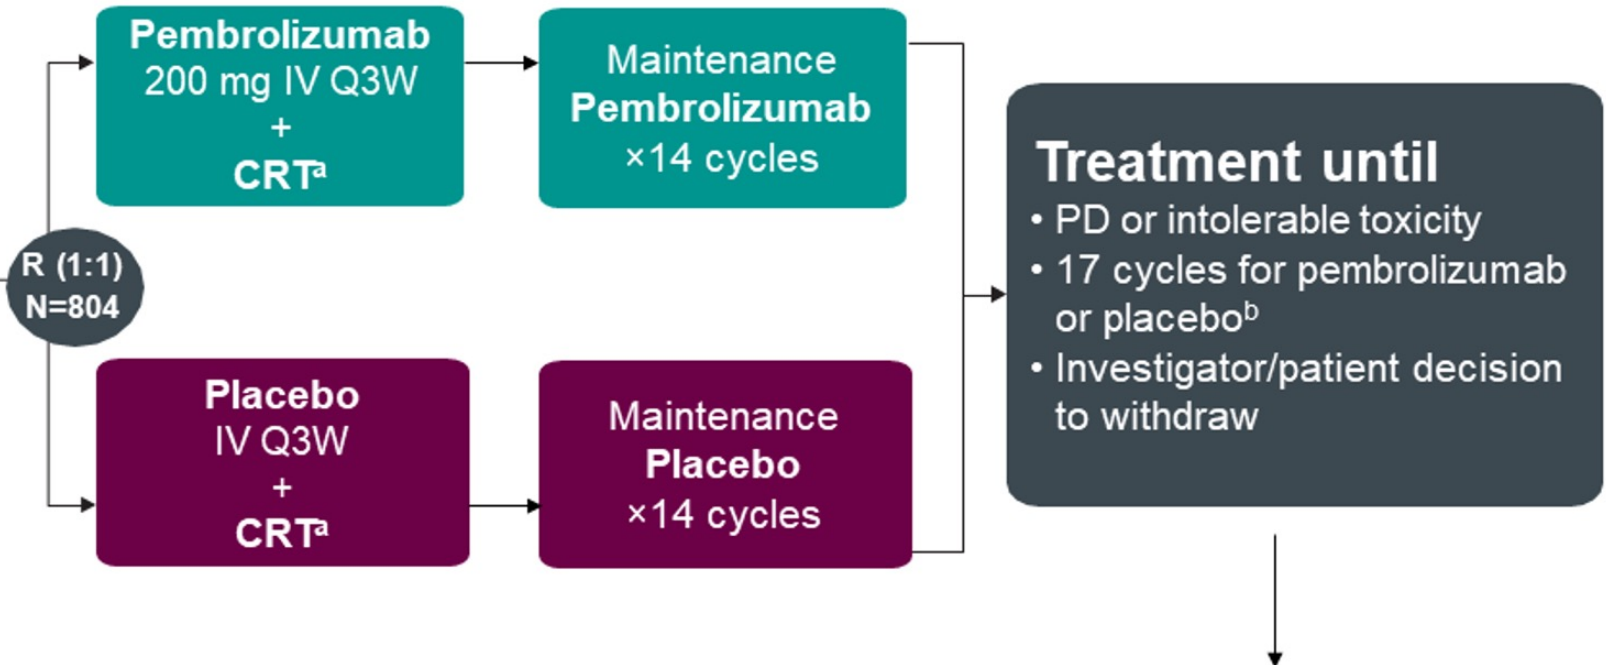 Pembrolizumab
200 mg IV Q3W
+
CRTᵃ
Maintenance
Pembrolizumab
×14 cycles
R (1:1)
N=804
Placebo
IV Q3W
+
CRTᵃ
Maintenance
Placebo
×14 cycles
Treatment until
• PD or intolerable toxicity
• 17 cycles for pembrolizumab
or placeboᵇ
• Investigator/patient decision
to withdraw